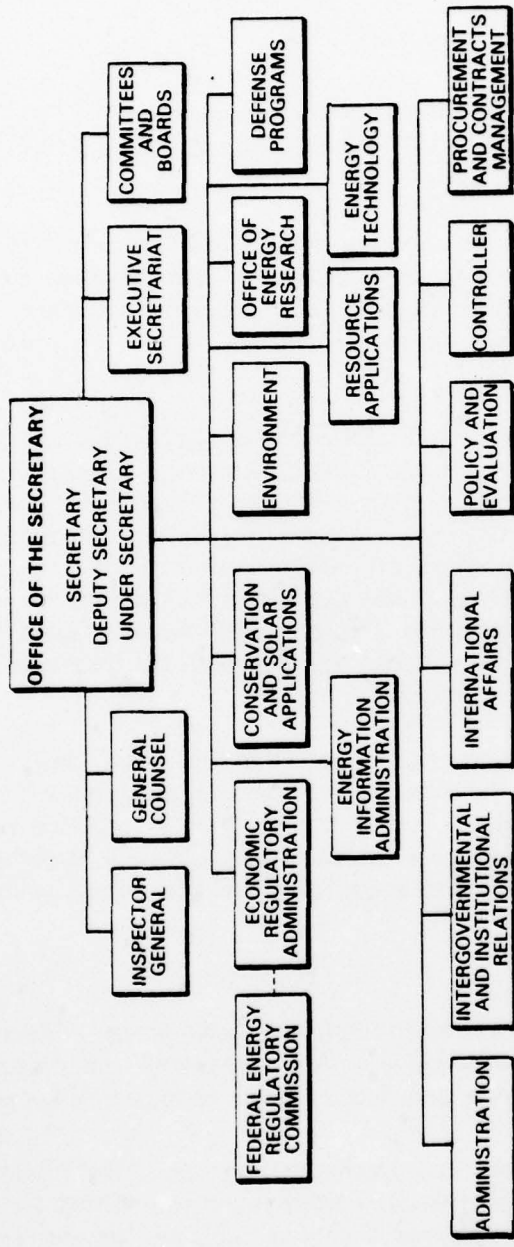 OFFICE OF THE SECRETARY
SECRETARY
DEPUTY SECRETARY
UNDER SECRETARY
INSPECTOR
GENERAL
GENERAL
COUNSEL
EXECUTIVE
SECRETARIAT
COMMITTEES
AND
BOARDS
FEDERAL ENERGY
REGULATORY
COMMISSION
ECONOMIC
REGULATORY
ADMINISTRATION
CONSERVATION
AND SOLAR
APPLICATIONS
ENVIRONMENT
OFFICE OF
ENERGY
RESEARCH
DEFENSE
PROGRAMS
ENERGY
INFORMATION
ADMINISTRATION
RESOURCE
APPLICATIONS
ENERGY
TECHNOLOGY
ADMINISTRATION
INTERGOVERNMENTAL
AND INSTITUTIONAL
RELATIONS
INTERNATIONAL
AFFAIRS
POLICY AND
EVALUATION
CONTROLLER
PROCUREMENT
AND CONTRACTS
MANAGEMENT